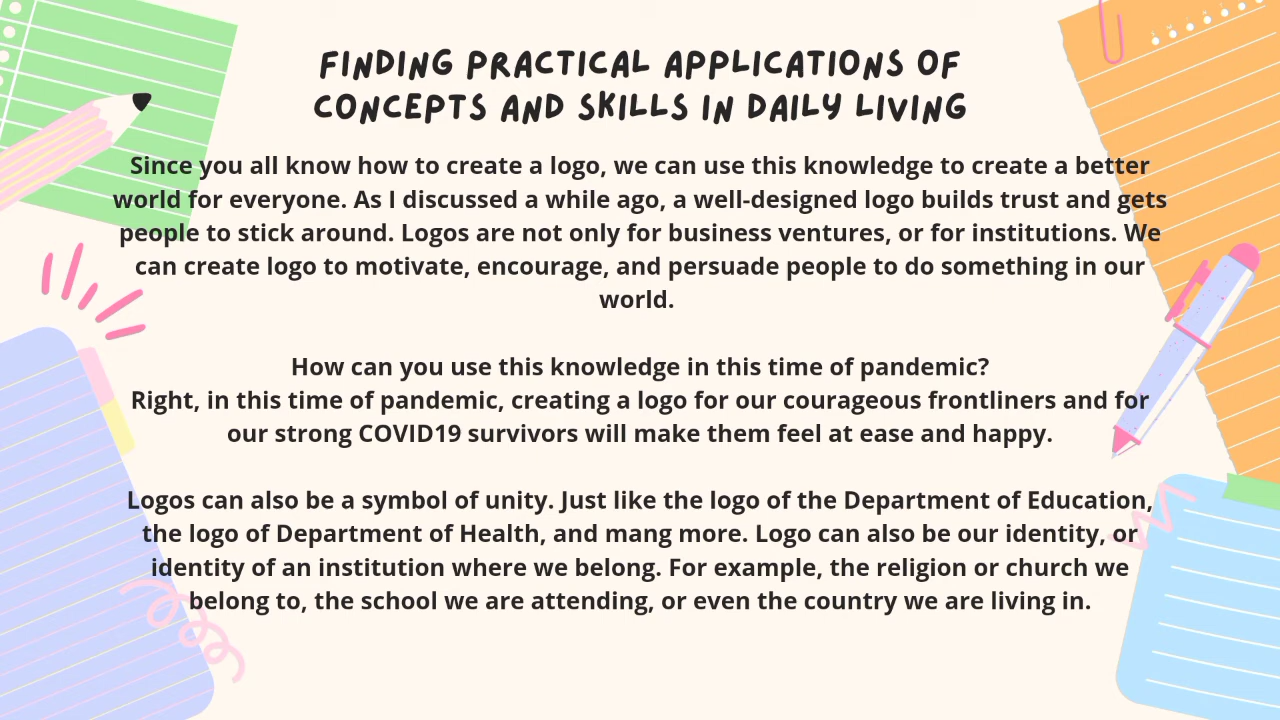 FINDING PRACTICAL APPLICATIONS OF
CONCEPTS AND SKILLS IN DAILY LIVING
Since you all know how to create a logo, we can use this knowledge to create a better
world for everyone. As I discussed a while ago, a well-designed logo builds trust and gets
people to stick around. Logos are not only for business ventures, or for institutions. We
can create logo to motivate, encourage, and persuade people to do something in our
world.
How can you use this knowledge in this time of pandemic?
Right, in this time of pandemic, creating a logo for our courageous frontliners and for
our strong COVID19 survivors will make them feel at ease and happy.
Logos can also be a symbol of unity. Just like the logo of the Department of Education,
the logo of Department of Health, and mang more. Logo can also be our identity, or
identity of an institution where we belong. For example, the religion or church we
belong to, the school we are attending, or even the country we are living in.